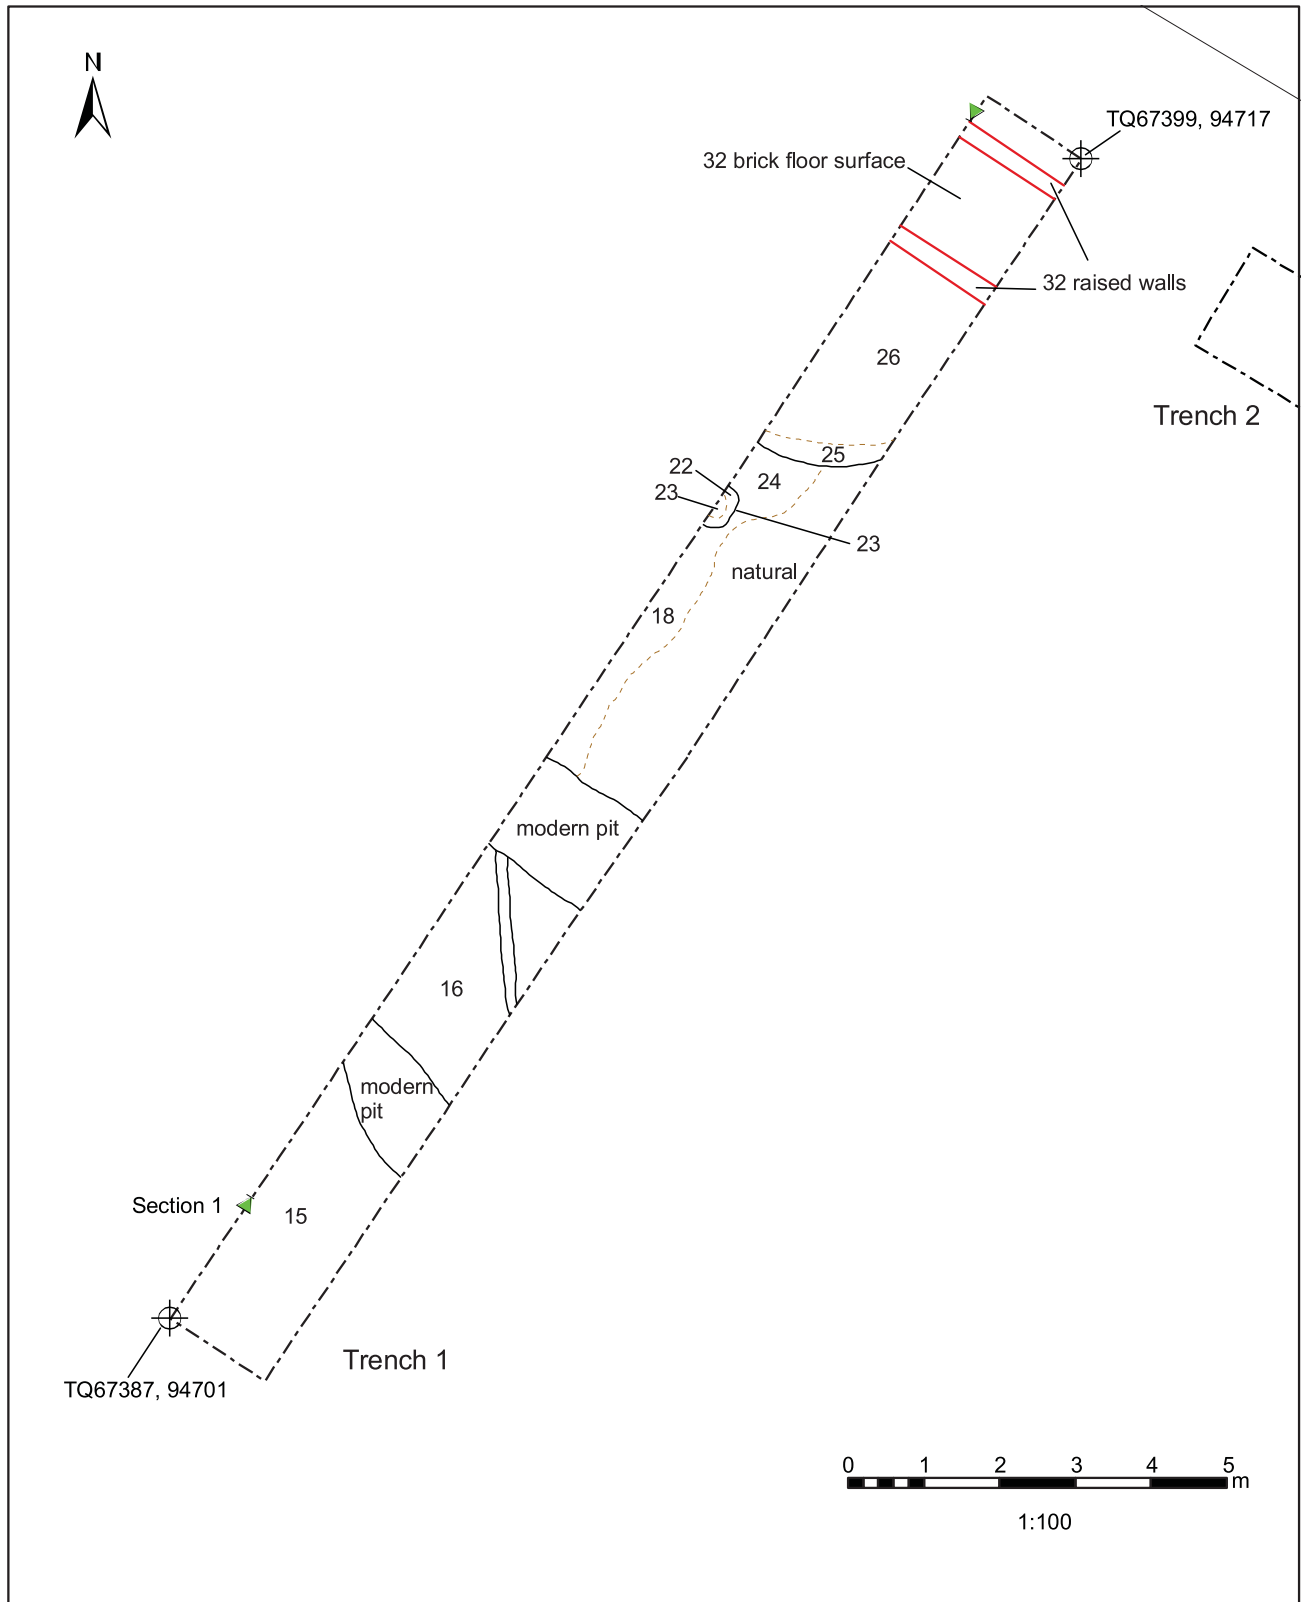 N
TQ67399, 94717
32 brick floor surface
32 raised walls
26
Trench 2
25
22
24
23
23
natural
18
modern pit
16
modern
pit
Section 1
15
Trench 1
TQ67387, 94701
0 1 2 3 4 5
m
1:100